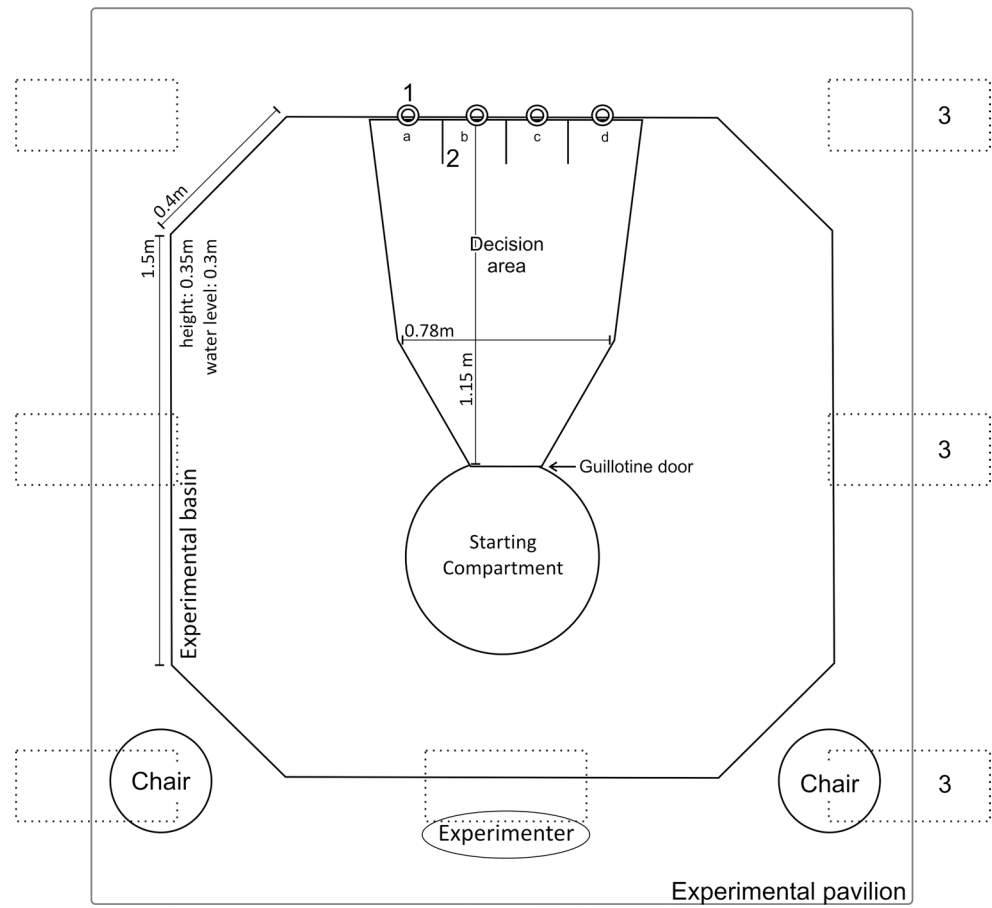 1
3
a
b
c
d
2
0.4m
1.5m
height: 0.35m
water level: 0.3m
Decision
area
0.78m
1.15 m
3
Guillotine door
Experimental basin
Starting
Compartment
Chair
Chair
3
Experimenter
Experimental pavilion